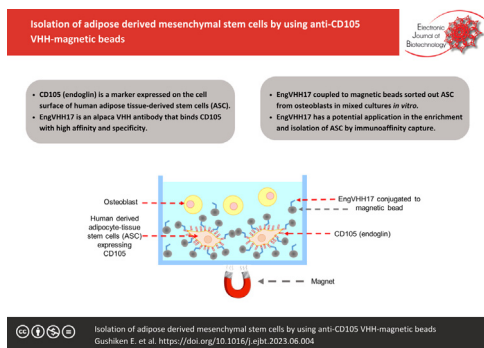 Isolation of adipose derived mesenchymal stem cells by using anti-CD105
VHH-magnetic beads
Electronic
Journal of
Biotechnology
• CD105 (endoglin) is a marker expressed on the cell
surface of human adipose tissue-derived stem cells (ASC).
• EngVHH17 is an alpaca VHH antibody that binds CD105
with high affinity and specificity.
• EngVHH17 coupled to magnetic beads sorted out ASC
from osteoblasts in mixed cultures in vitro.
• EngVHH17 has a potential application in the enrichment
and isolation of ASC by immunoaffinity capture.
Osteoblast
Human derived
adipocyte-tissue
stem cells (ASC)
expressing
CD105
EngVHH17 conjugated to
magnetic bead
CD105 (endoglin)
Magnet
cc
Isolation of adipose derived mesenchymal stem cells by using anti-CD105 VHH-magnetic beads
Gushiken E. et al. https://doi.org/10.1016/j.ejbt.2023.06.004